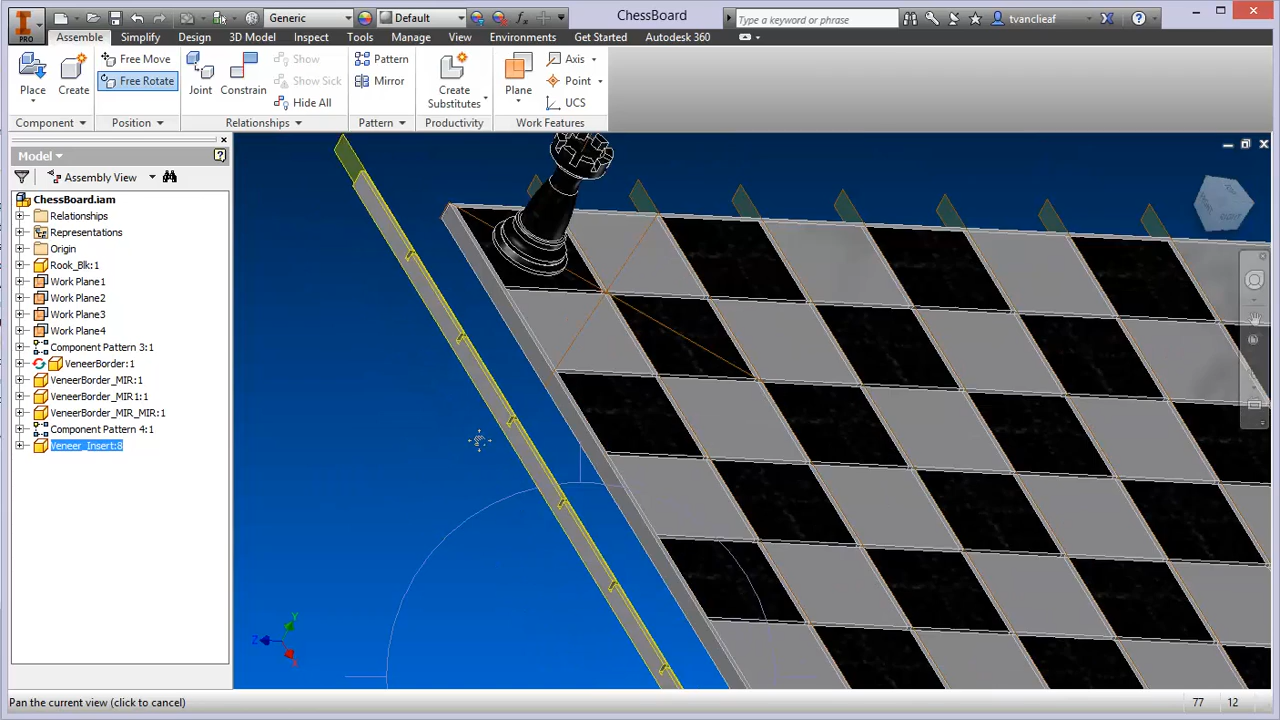 Generic
Default
ChessBoard
Type a keyword or phrase
tvanclieaf
PRO
Assemble
Simplify
Design
3D Model
Inspect
Tools
Manage
View
Environments
Get Started
Autodesk 360
Place
Create
Free Move
Free Rotate
Joint
Constrain
Show
Show Sick
Hide All
Pattern
Mirror
Create
Substitutes
Plane
Axis
Point
UCS
Component
Position
Relationships
Pattern
Productivity
Work Features
Model
Assembly View
ChessBoard.iam
Relationships
Representations
Origin
Rook_Blk:1
Work Plane1
Work Plane2
Work Plane3
Work Plane4
Component Pattern 3:1
VeneerBorder:1
VeneerBorder_MIR:1
VeneerBorder_MIR1:1
VeneerBorder_MIR_MIR:1
Component Pattern 4:1
Veneer_Insert:8
Y
Z
Pan the current view (click to cancel)
77
12